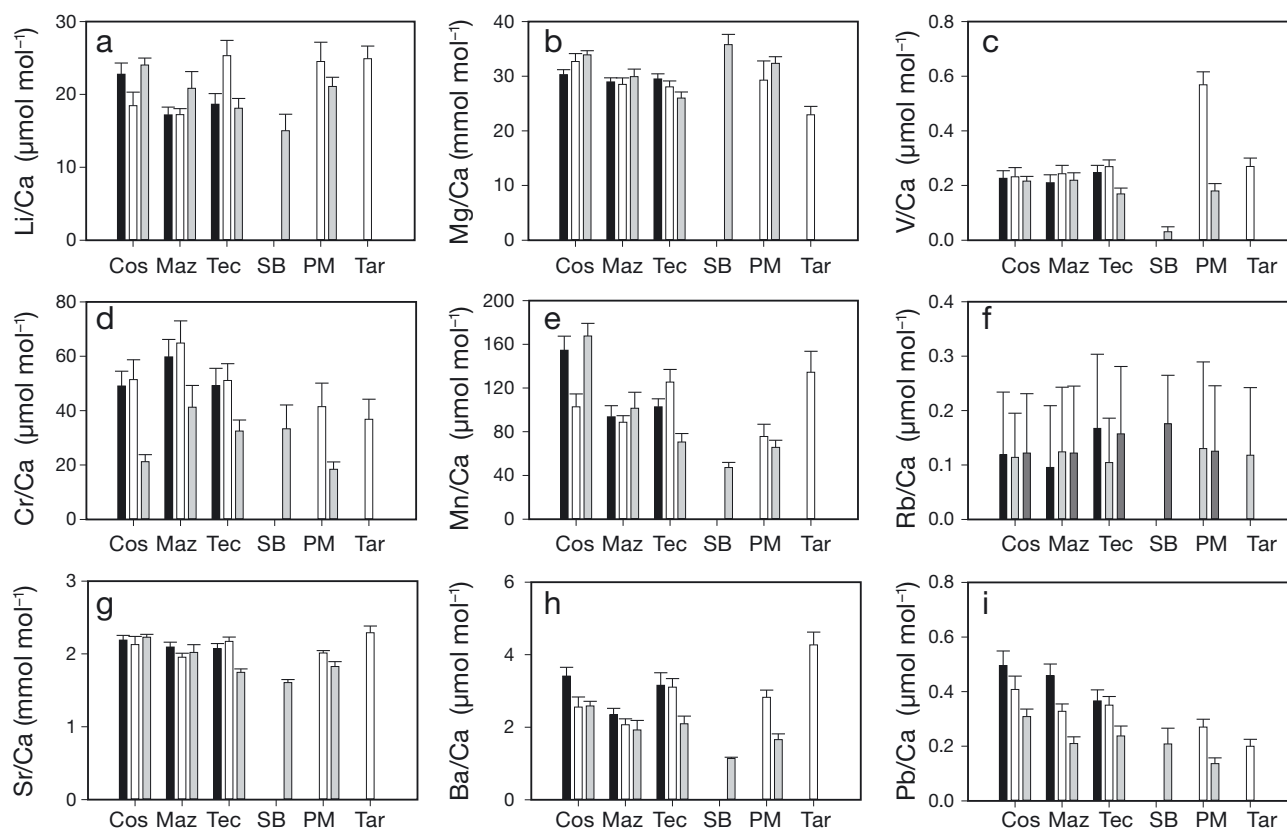 a
Li/Ca (µmol mol⁻¹)
30
20
10
0
Cos Maz Tec SB PM Tar
b
Mg/Ca (mmol mol⁻¹)
40
30
20
10
0
Cos Maz Tec SB PM Tar
c
V/Ca (µmol mol⁻¹)
0.8
0.6
0.4
0.2
0.0
Cos Maz Tec SB PM Tar
d
Cr/Ca (µmol mol⁻¹)
80
60
40
20
0
Cos Maz Tec SB PM Tar
e
Mn/Ca (µmol mol⁻¹)
200
160
120
80
40
0
Cos Maz Tec SB PM Tar
f
Rb/Ca (µmol mol⁻¹)
0.4
0.3
0.2
0.1
0.0
Cos Maz Tec SB PM Tar
g
Sr/Ca (mmol mol⁻¹)
3
2
1
0
Cos Maz Tec SB PM Tar
h
Ba/Ca (µmol mol⁻¹)
6
4
2
0
Cos Maz Tec SB PM Tar
i
Pb/Ca (µmol mol⁻¹)
0.8
0.6
0.4
0.2
0.0
Cos Maz Tec SB PM Tar